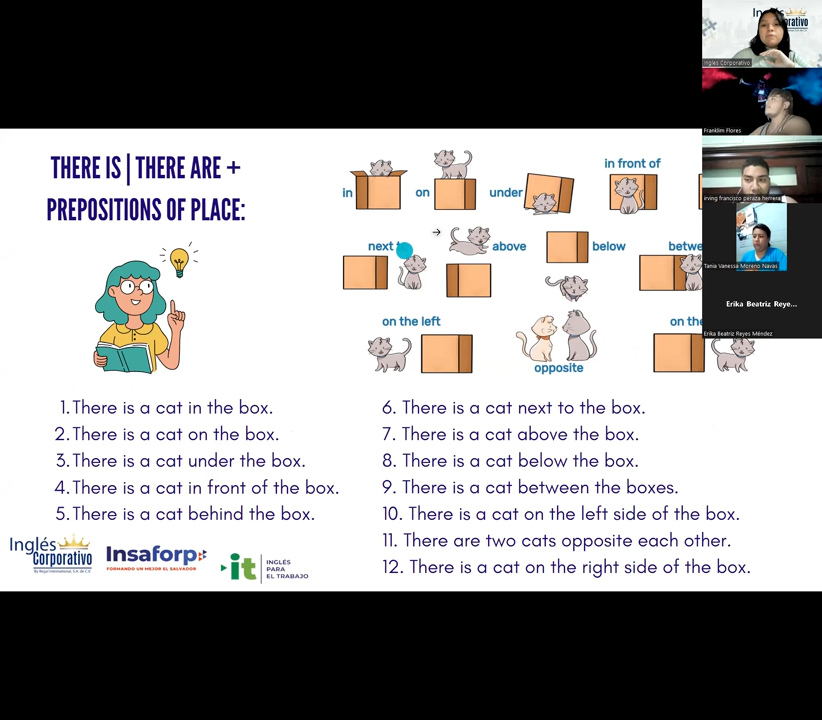 THERE IS | THERE ARE +
PREPOSITIONS OF PLACE:
in
on
under
in front of
next
above
below
on the left
opposite
on
1. There is a cat in the box.
2. There is a cat on the box.
3. There is a cat under the box.
4. There is a cat in front of the box.
5. There is a cat behind the box.
6. There is a cat next to the box.
7. There is a cat above the box.
8. There is a cat below the box.
9. There is a cat between the boxes.
10. There is a cat on the left side of the box.
11. There are two cats opposite each other.
12. There is a cat on the right side of the box.
Inglés
Corporativo
Insaforp
FORMANDO UN MEJOR EL SALVADOR
it
INGLÉS
PARA
EL TRABAJO
Inglés Corporativo
Franklim Flores
irving francisco peraza herrera
Tania Vanessa Moreno Navas
Erika Beatriz Reye...
Erika Beatriz Reyes Méndez